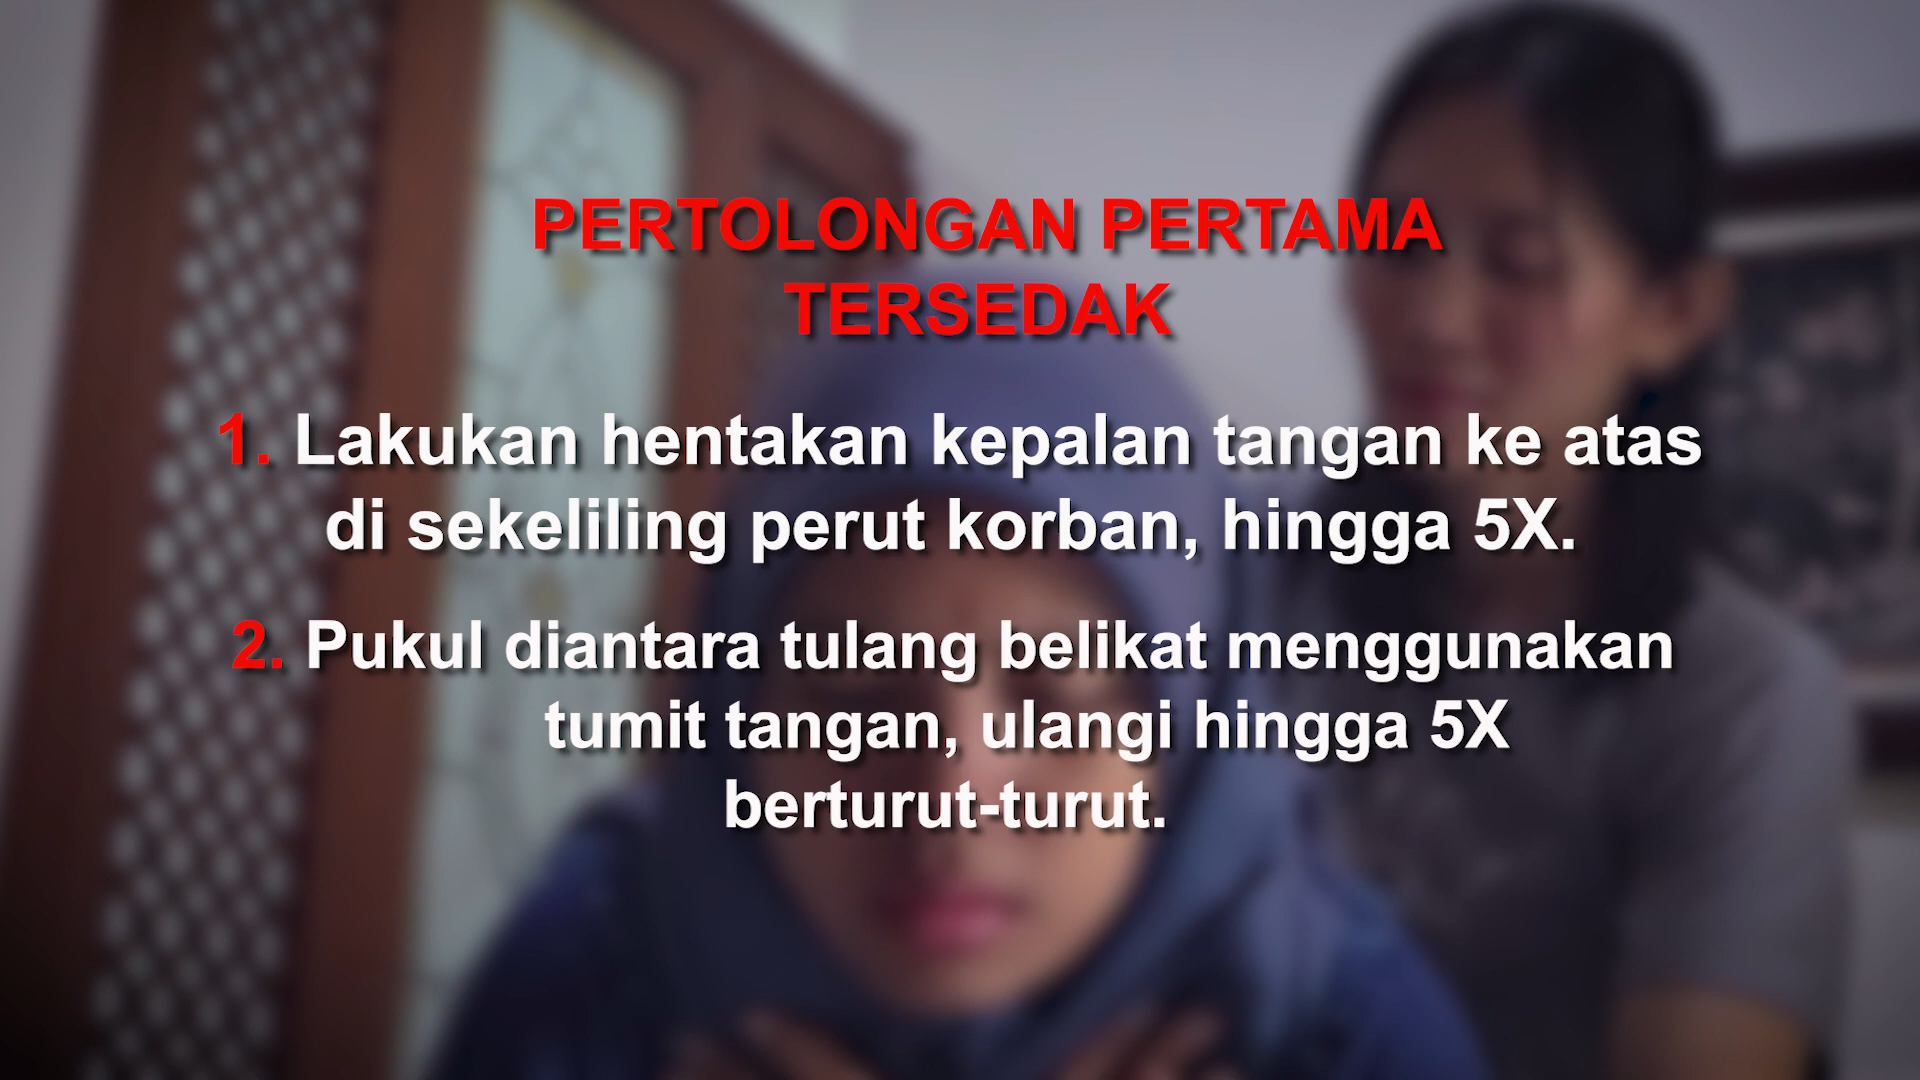 PERTOLONGAN PERTAMA
TERSEDAK
1. Lakukan hentakan kepalan tangan ke atas
di sekeliling perut korban, hingga 5X.
2. Pukul diantara tulang belikat menggunakan
tumit tangan, ulangi hingga 5X
berturut-turut.